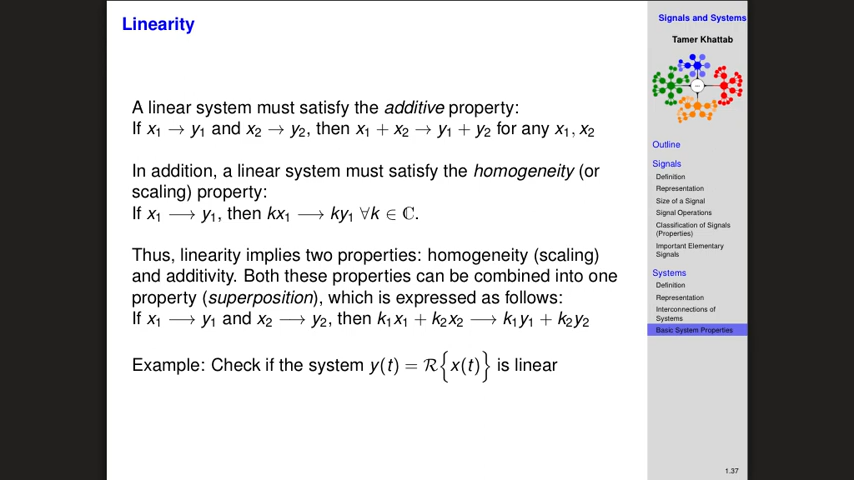 Linearity
A linear system must satisfy the additive property:
If x₁ → y₁ and x₂ → y₂, then x₁ + x₂ → y₁ + y₂ for any x₁, x₂
In addition, a linear system must satisfy the homogeneity (or
scaling) property:
If x₁ ⟶ y₁, then kx₁ ⟶ ky₁ ∀k ∈ ℂ.
Thus, linearity implies two properties: homogeneity (scaling)
and additivity. Both these properties can be combined into one
property (superposition), which is expressed as follows:
If x₁ ⟶ y₁ and x₂ ⟶ y₂, then k₁x₁ + k₂x₂ ⟶ k₁y₁ + k₂y₂
Example: Check if the system y(t) = ℛ{x(t)} is linear
Signals and Systems
Tamer Khattab
Outline
Signals
Definition
Representation
Size of a Signal
Signal Operations
Classification of Signals
(Properties)
Important Elementary
Signals
Systems
Definition
Representation
Interconnections of
Systems
Basic System Properties
1.37